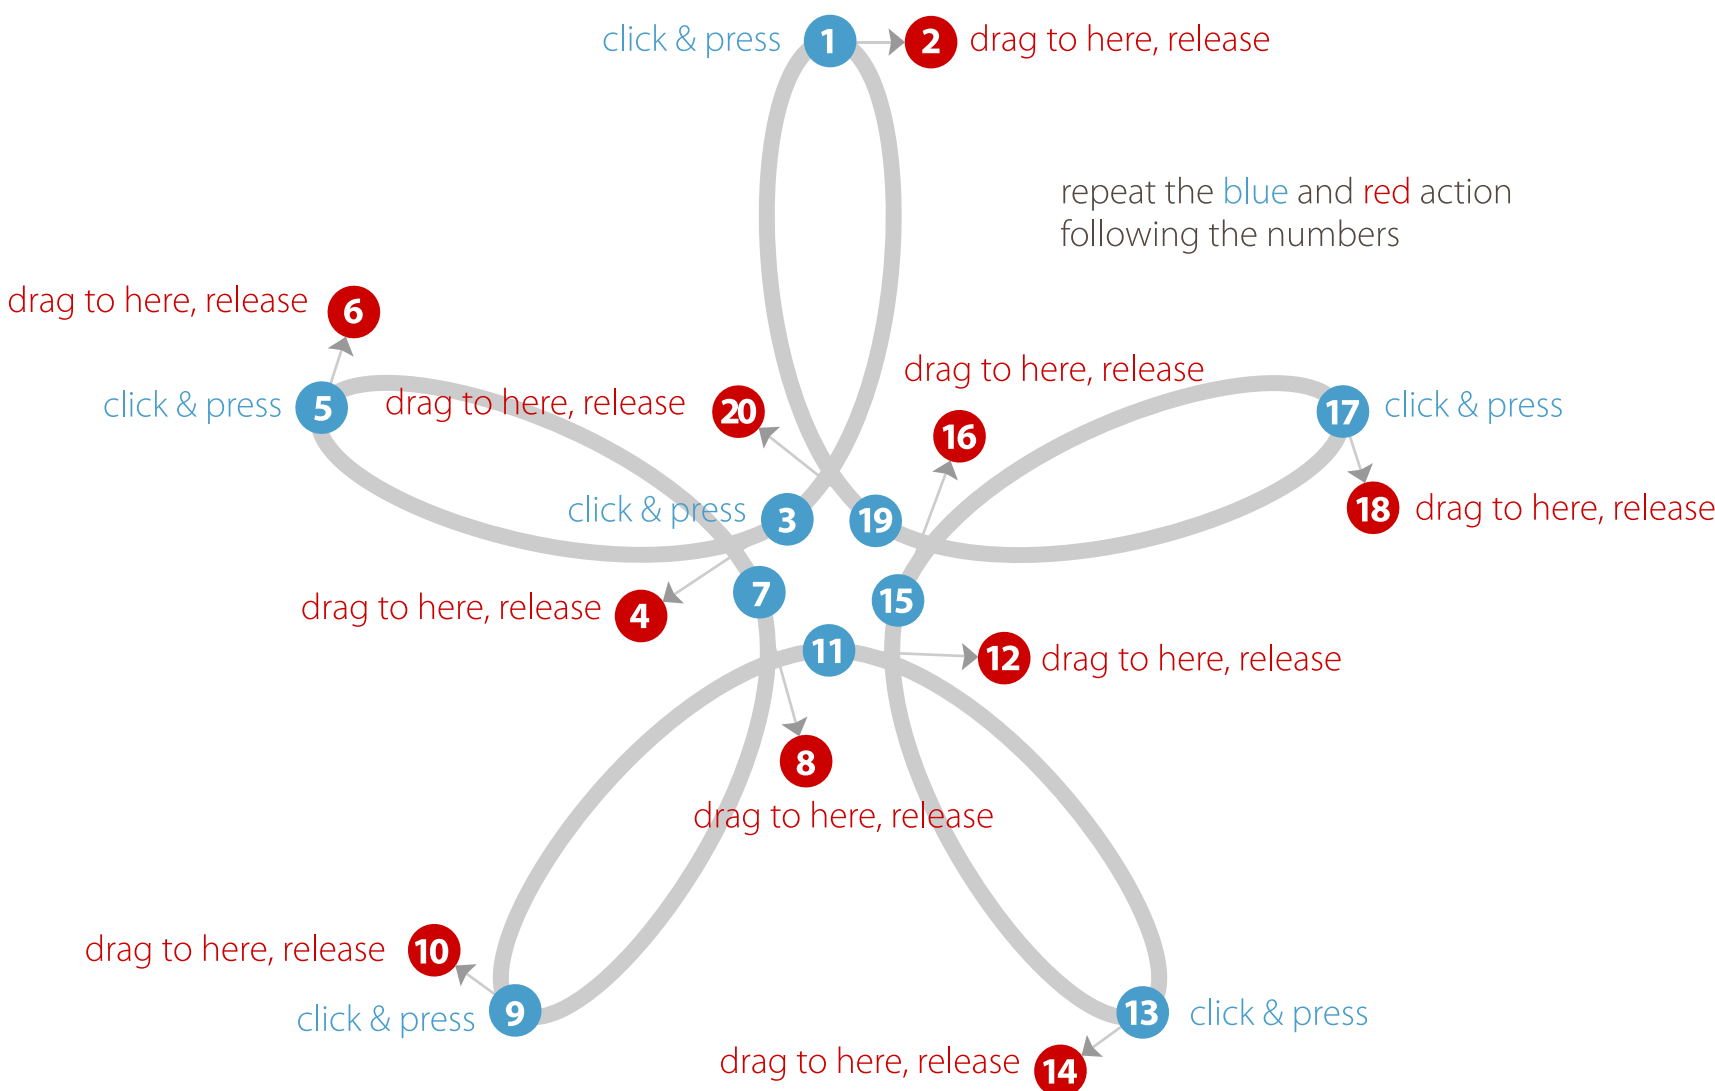 click & press 1 2 drag to here, release
repeat the blue and red action
following the numbers
drag to here, release 6
drag to here, release 20
drag to here, release
16
click & press 5
17 click & press
click & press 3
19
18 drag to here, release
drag to here, release 4
7
15
11
12 drag to here, release
8
drag to here, release
drag to here, release 10
click & press 9
13 click & press
drag to here, release 14